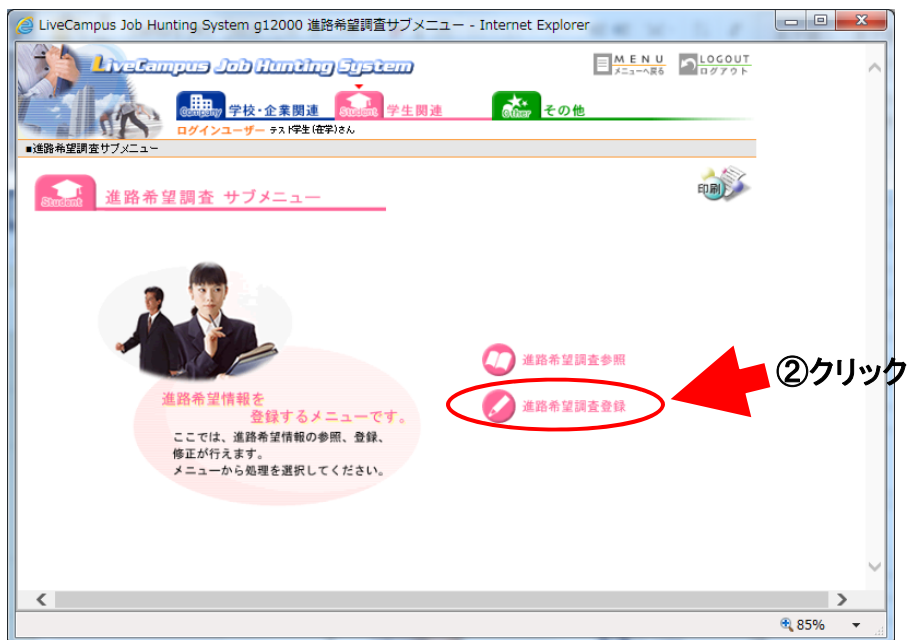 LiveCampus Job Hunting System g12000 進路希望調査サブメニュー - Internet Explorer
LiveCampus Job Hunting System
MENU
メニューへ戻る
LOGOUT
ログアウト
Company 学校・企業関連
Student 学生関連
Other その他
ログインユーザー テスト学生(在学)さん
■進路希望調査サブメニュー
Student 進路希望調査 サブメニュー
印刷
進路希望調査参照
②クリック
進路希望調査登録
進路希望情報を
登録するメニューです。
ここでは、進路希望情報の参照、登録、
修正が行えます。
メニューから処理を選択してください。
85%